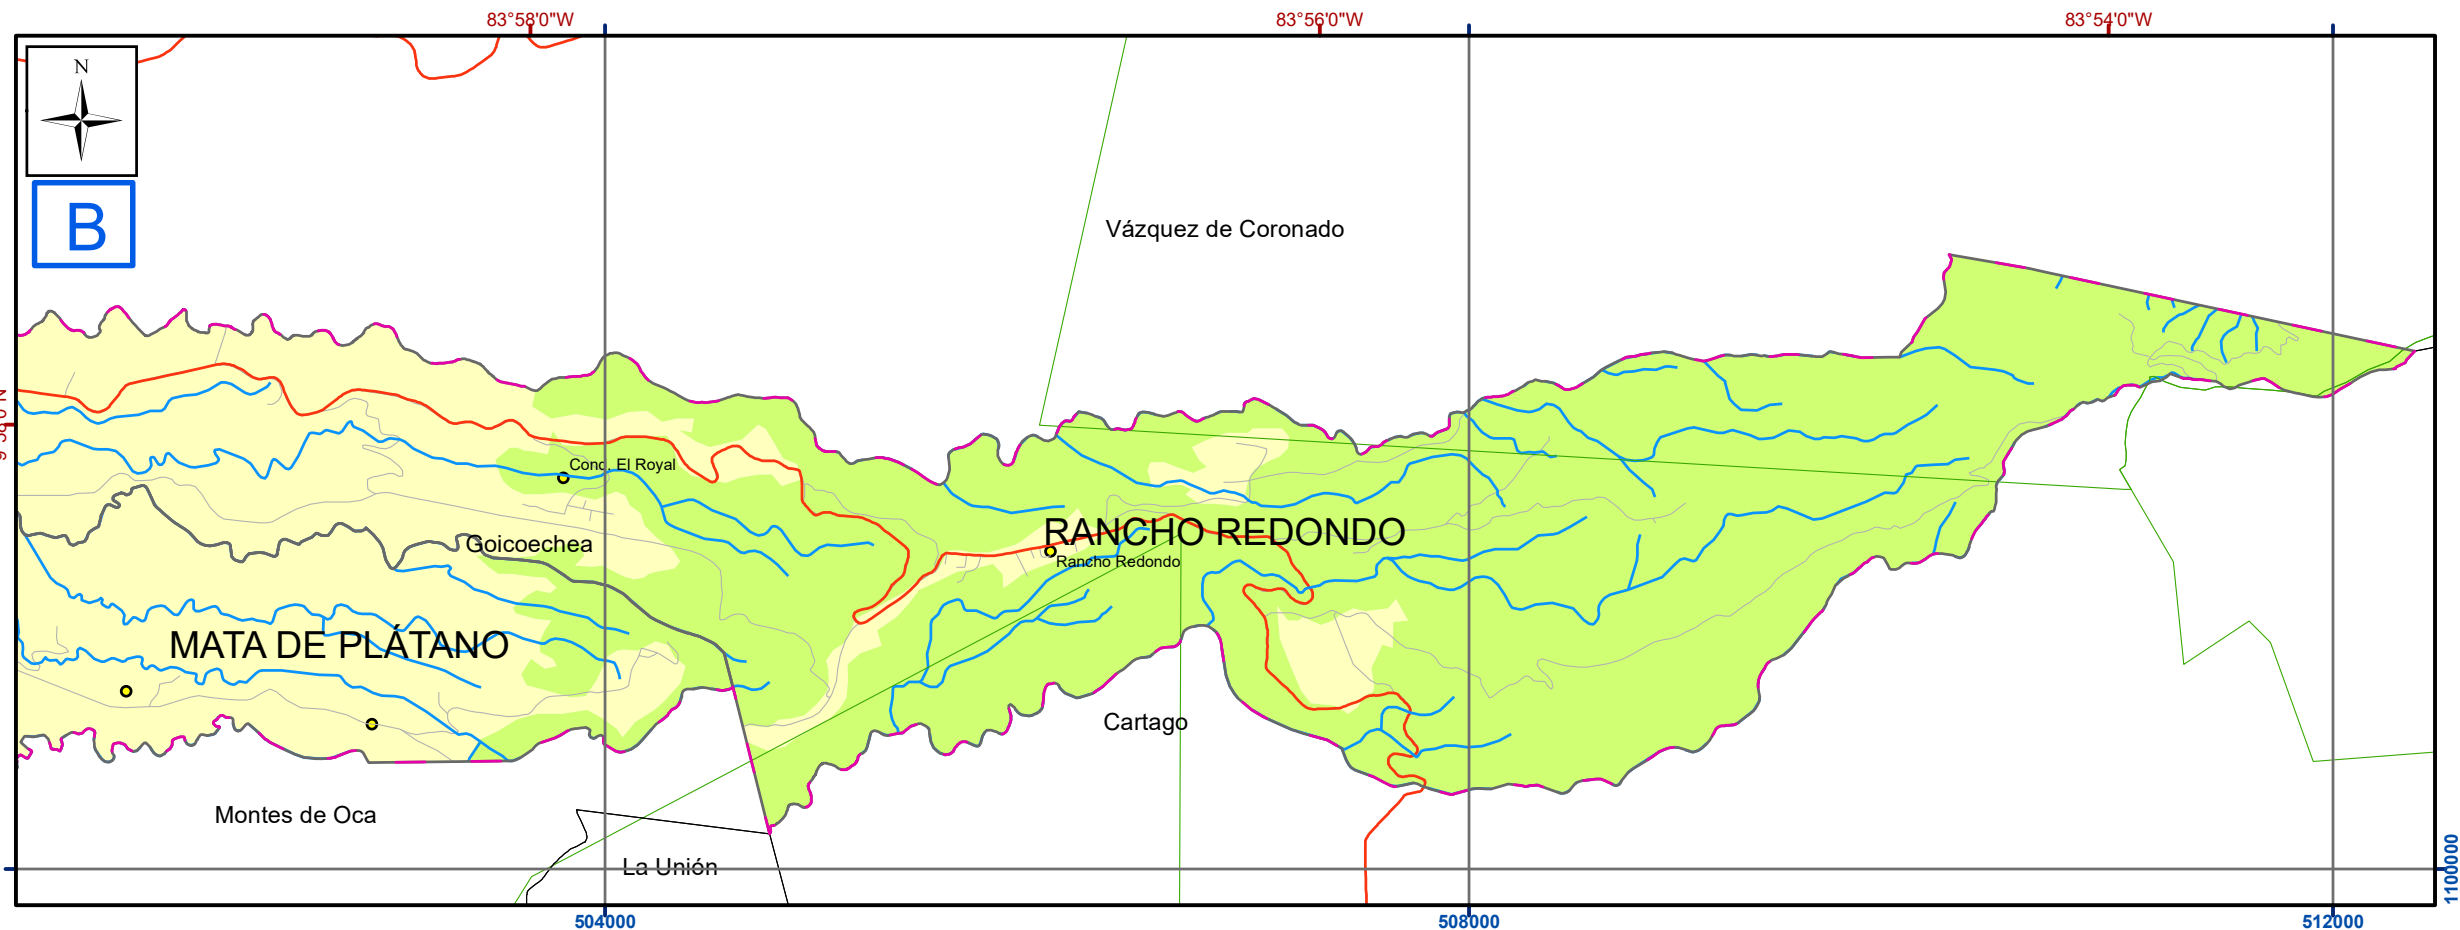 83°58'0"W
83°56'0"W
83°54'0"W
N
B
Vázquez de Coronado
Cond. El Royal
RANCHO REDONDO
Goicoechea
Rancho Redondo
MATA DE PLÁTANO
Cartago
Montes de Oca
La Unión
1100000
504000
508000
512000